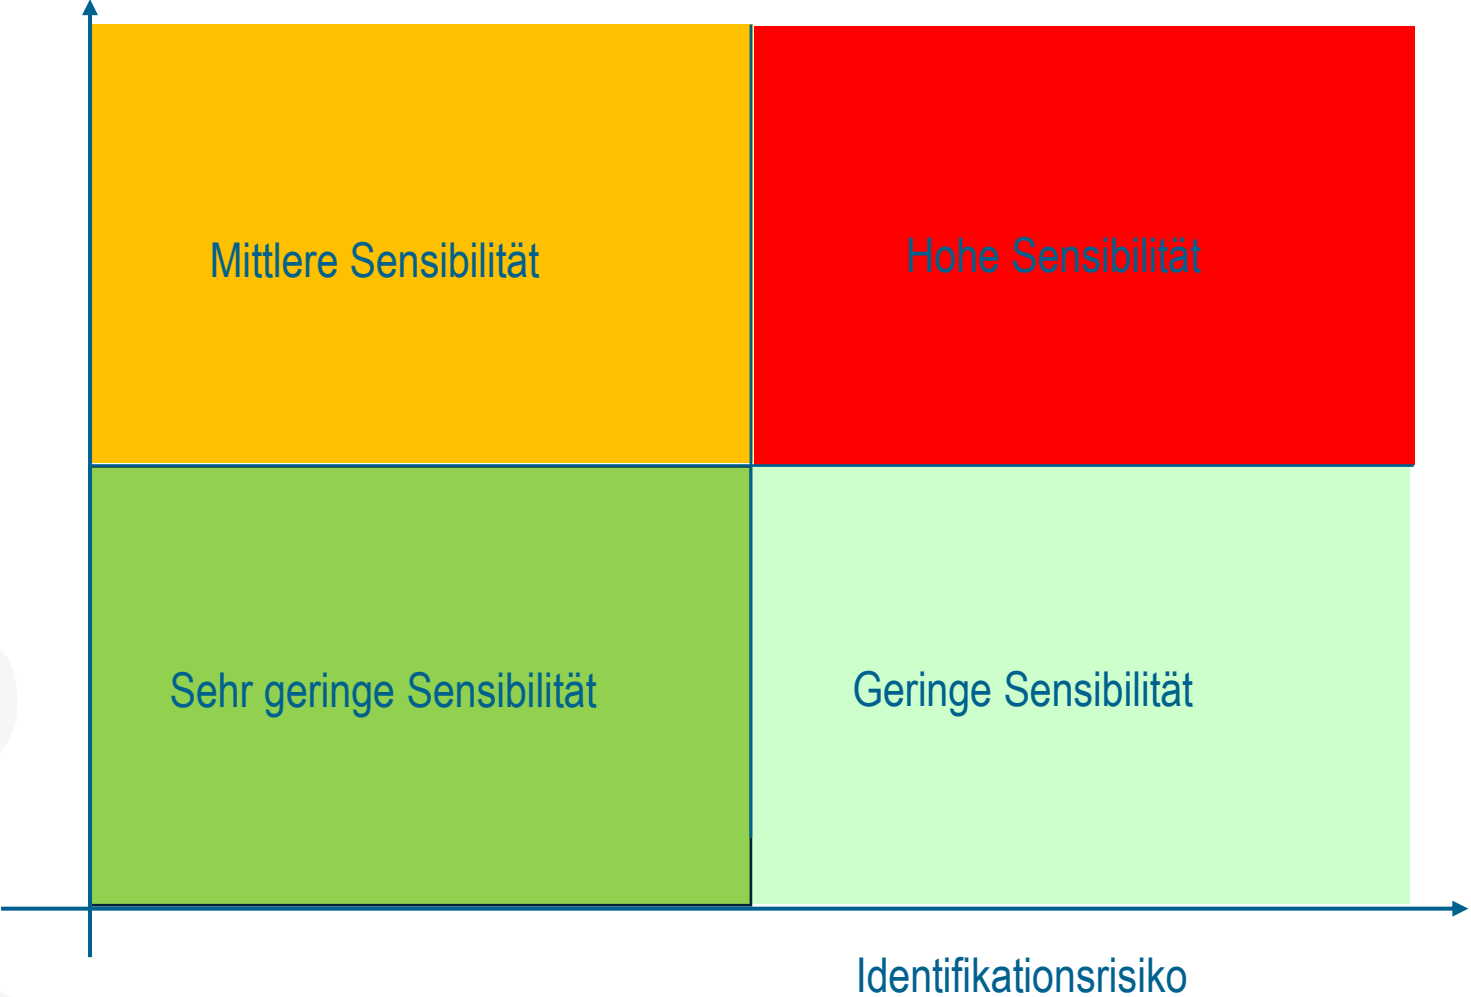 Mittlere Sensibilität
Hohe Sensibilität
Sehr geringe Sensibilität
Geringe Sensibilität
Identifikationsrisiko